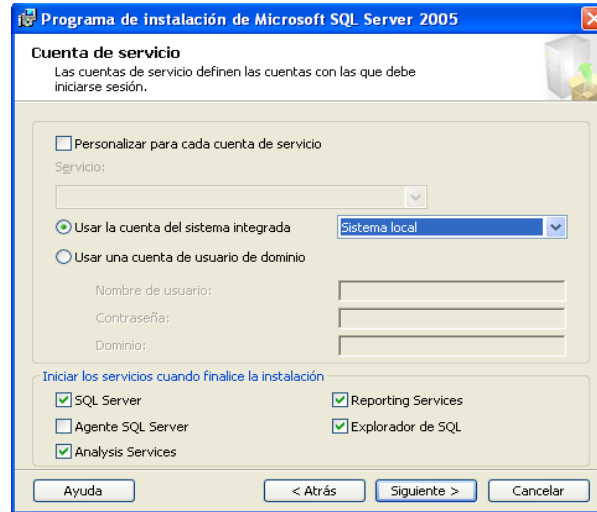 Programa de instalación de Microsoft SQL Server 2005
Cuenta de servicio
Las cuentas de servicio definen las cuentas con las que debe
iniciarse sesión.
Personalizar para cada cuenta de servicio
Servicio:
Usar la cuenta del sistema integrada
Sistema local
Usar una cuenta de usuario de dominio
Nombre de usuario:
Contraseña:
Dominio:
Iniciar los servicios cuando finalice la instalación
SQL Server
Reporting Services
Agente SQL Server
Explorador de SQL
Analysis Services
Ayuda
< Atrás
Siguiente >
Cancelar